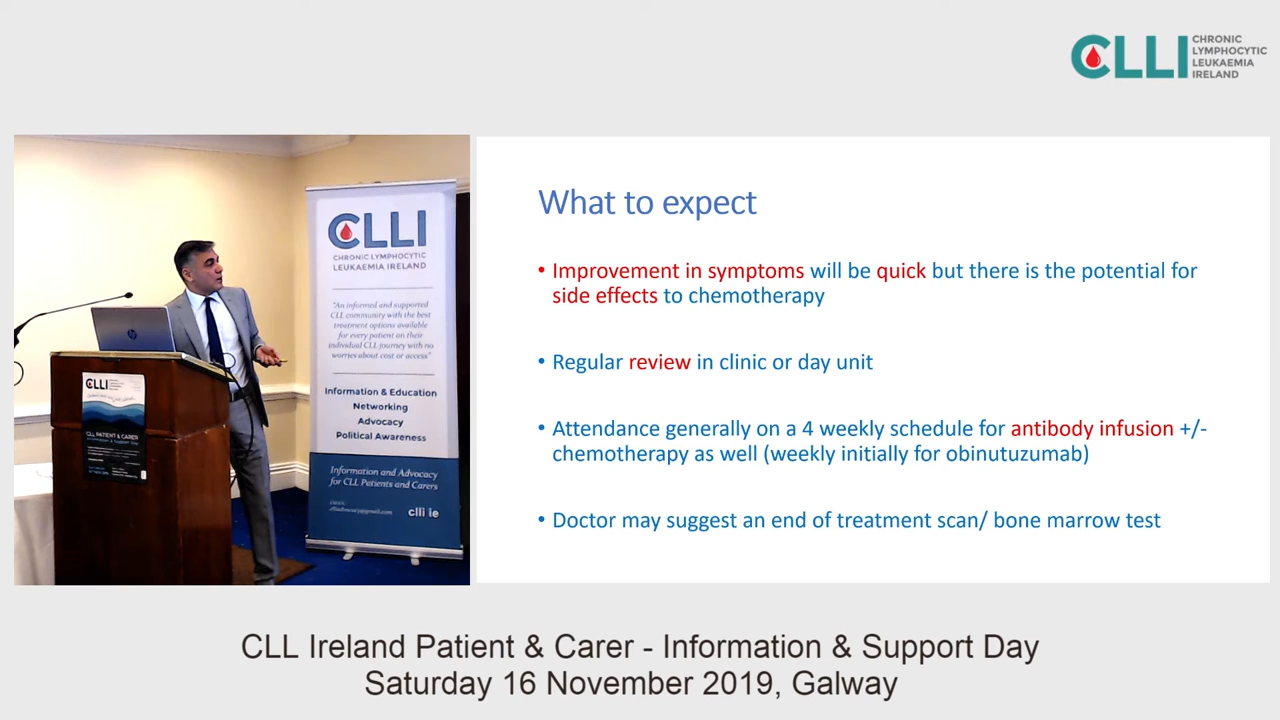 CLLI
CHRONIC
LYMPHOCYTIC
LEUKAEMIA
IRELAND
CLLI
CHRONIC LYMPHOCYTIC
LEUKAEMIA IRELAND
"An informed and supported
CLL community with the best
treatment options available
for every patient on their
individual CLL journey with no
worries about cost or access"
Information & Education
Networking
Advocacy
Political Awareness
Information and Advocacy
for CLL Patients and Carers
clli.ie
CLLI
CLL PATIENT & CARER
What to expect
• Improvement in symptoms will be quick but there is the potential for
side effects to chemotherapy
• Regular review in clinic or day unit
• Attendance generally on a 4 weekly schedule for antibody infusion +/-
chemotherapy as well (weekly initially for obinutuzumab)
• Doctor may suggest an end of treatment scan/ bone marrow test
CLL Ireland Patient & Carer - Information & Support Day
Saturday 16 November 2019, Galway